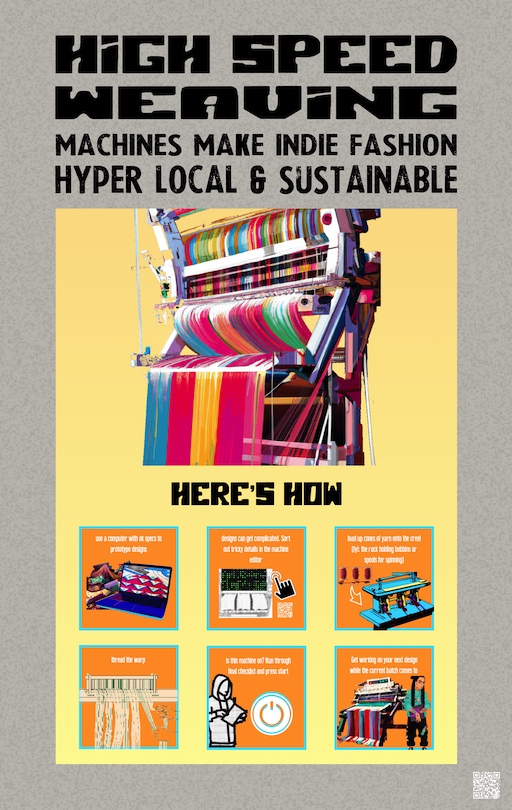 HIGH SPEED
WEAVING
MACHINES MAKE INDIE FASHION
HYPER LOCAL & SUSTAINABLE
HERE'S HOW
use a computer with ok specs to
prototype designs
designs can get complicated. Sort
out tricky details in the machine
editor
load up cones of yarn onto the creel
(fyi: the rack holding bobbins or
spools for spinning)
thread the warp
is this machine on? Run through
final checklist and press start
Get working on your next design
while the current batch comes to